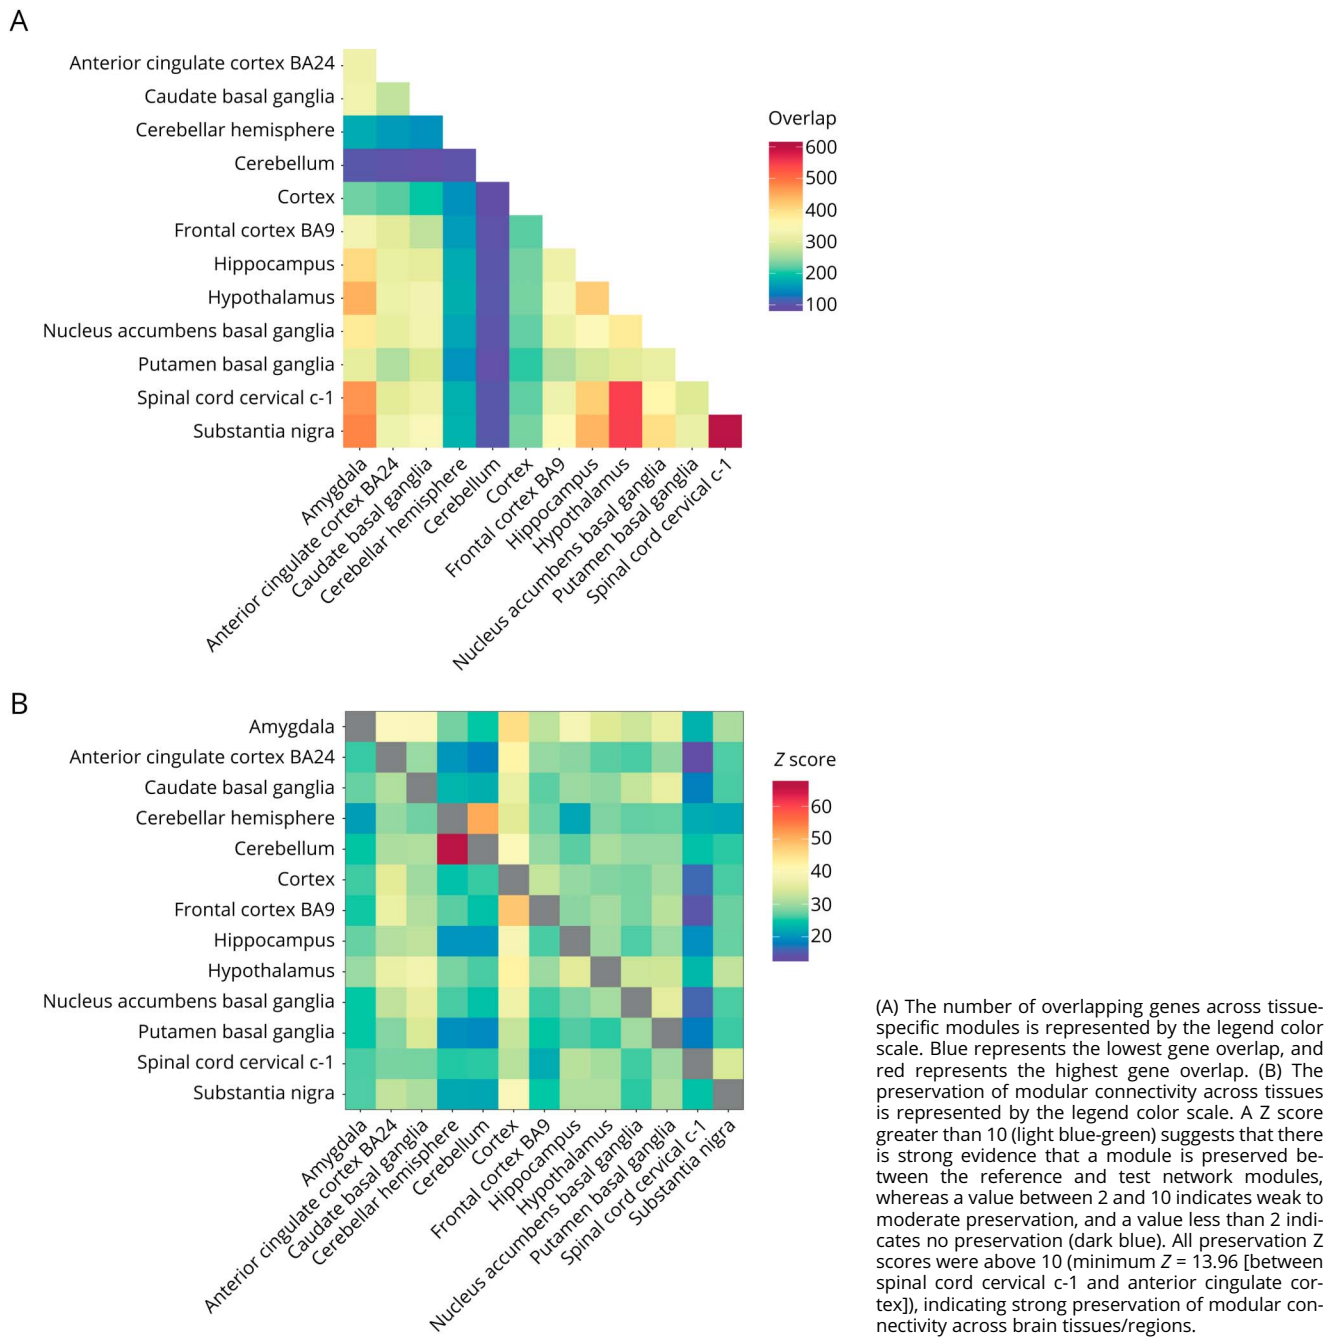 A
Anterior cingulate cortex BA24
Caudate basal ganglia
Cerebellar hemisphere
Cerebellum
Cortex
Frontal cortex BA9
Hippocampus
Hypothalamus
Nucleus accumbens basal ganglia
Putamen basal ganglia
Spinal cord cervical c-1
Substantia nigra
Amygdala
Anterior cingulate cortex BA24
Caudate basal ganglia
Cerebellar hemisphere
Cerebellum
Cortex
Frontal cortex BA9
Hippocampus
Hypothalamus
Nucleus accumbens basal ganglia
Putamen basal ganglia
Spinal cord cervical c-1
Overlap
600
500
400
300
200
100
B
Amygdala
Anterior cingulate cortex BA24
Caudate basal ganglia
Cerebellar hemisphere
Cerebellum
Cortex
Frontal cortex BA9
Hippocampus
Hypothalamus
Nucleus accumbens basal ganglia
Putamen basal ganglia
Spinal cord cervical c-1
Substantia nigra
Amygdala
Anterior cingulate cortex BA24
Caudate basal ganglia
Cerebellar hemisphere
Cerebellum
Cortex
Frontal cortex BA9
Hippocampus
Hypothalamus
Nucleus accumbens basal ganglia
Putamen basal ganglia
Spinal cord cervical c-1
Substantia nigra
Z score
60
50
40
30
20
(A) The number of overlapping genes across tissue-
specific modules is represented by the legend color
scale. Blue represents the lowest gene overlap, and
red represents the highest gene overlap. (B) The
preservation of modular connectivity across tissues
is represented by the legend color scale. A Z score
greater than 10 (light blue-green) suggests that there
is strong evidence that a module is preserved be-
tween the reference and test network modules,
whereas a value between 2 and 10 indicates weak to
moderate preservation, and a value less than 2 indi-
cates no preservation (dark blue). All preservation Z
scores were above 10 (minimum Z = 13.96 [between
spinal cord cervical c-1 and anterior cingulate cor-
tex]), indicating strong preservation of modular con-
nectivity across brain tissues/regions.